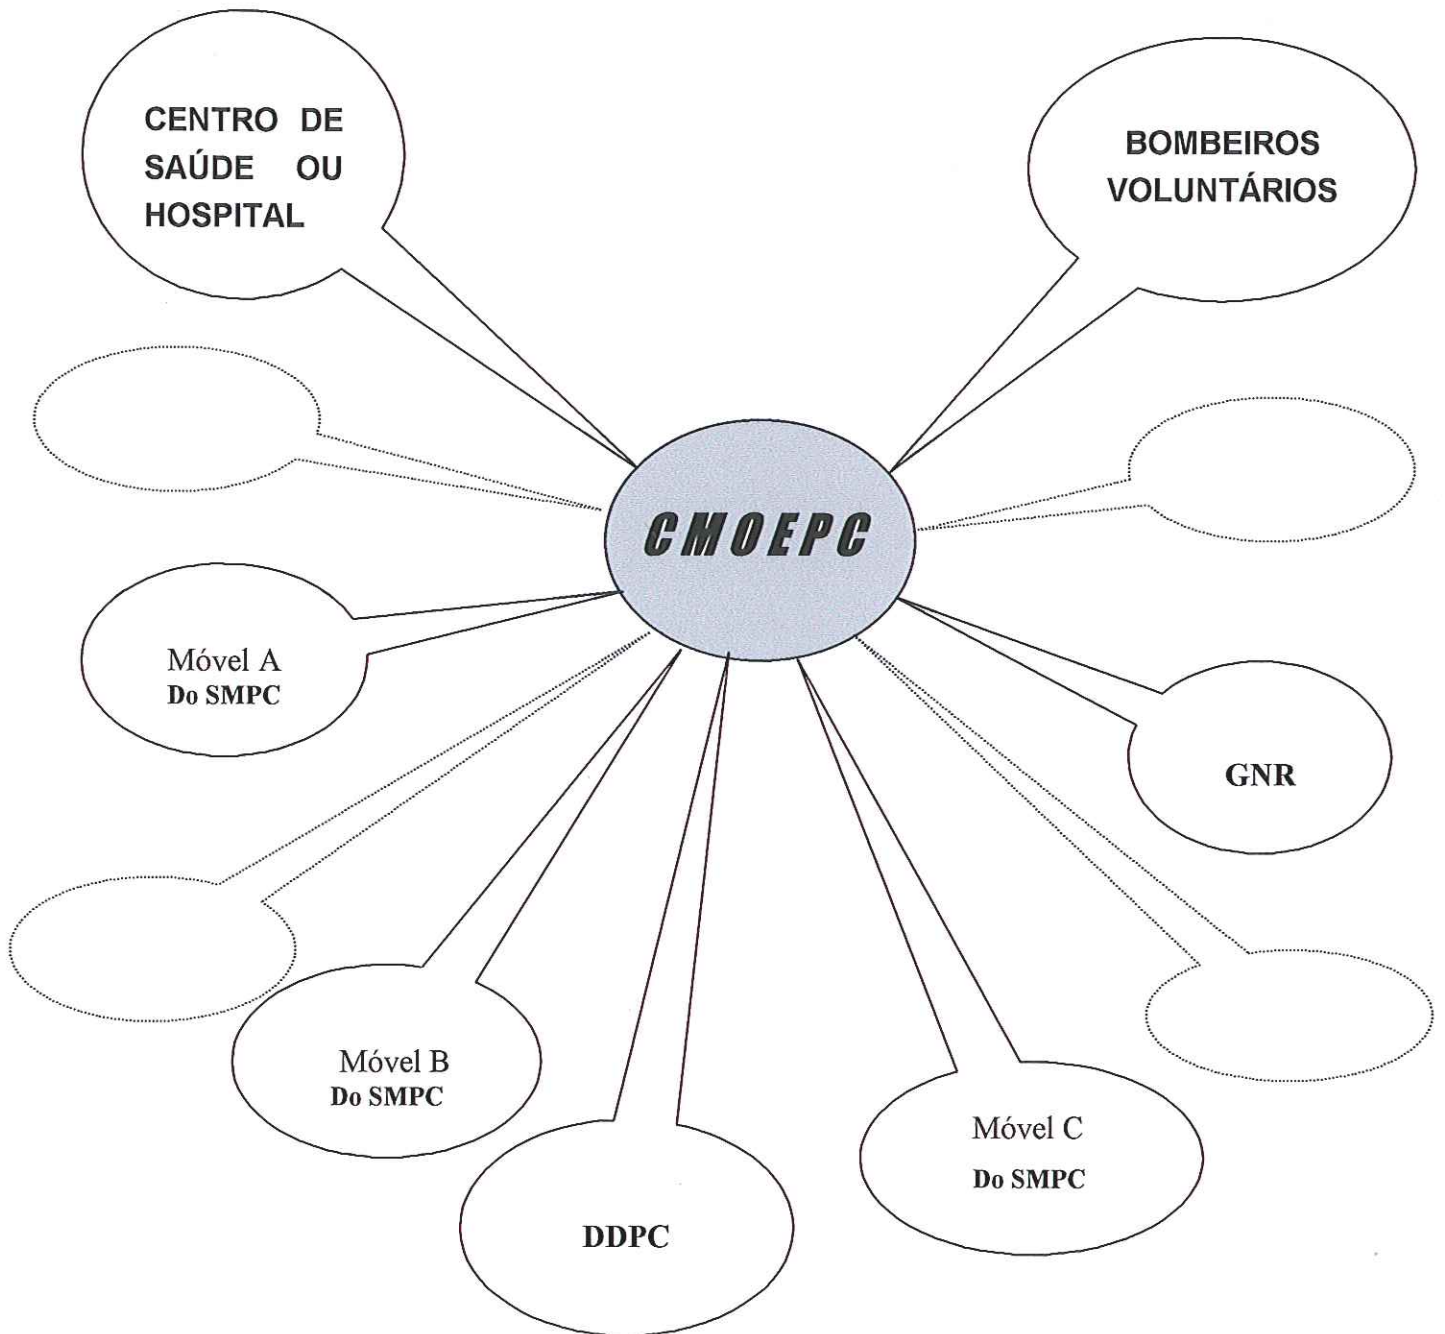 CENTRO DE
SAÚDE OU
HOSPITAL
BOMBEIROS
VOLUNTÁRIOS
CMOEPC
Móvel A
Do SMPC
GNR
Móvel B
Do SMPC
Móvel C
Do SMPC
DDPC